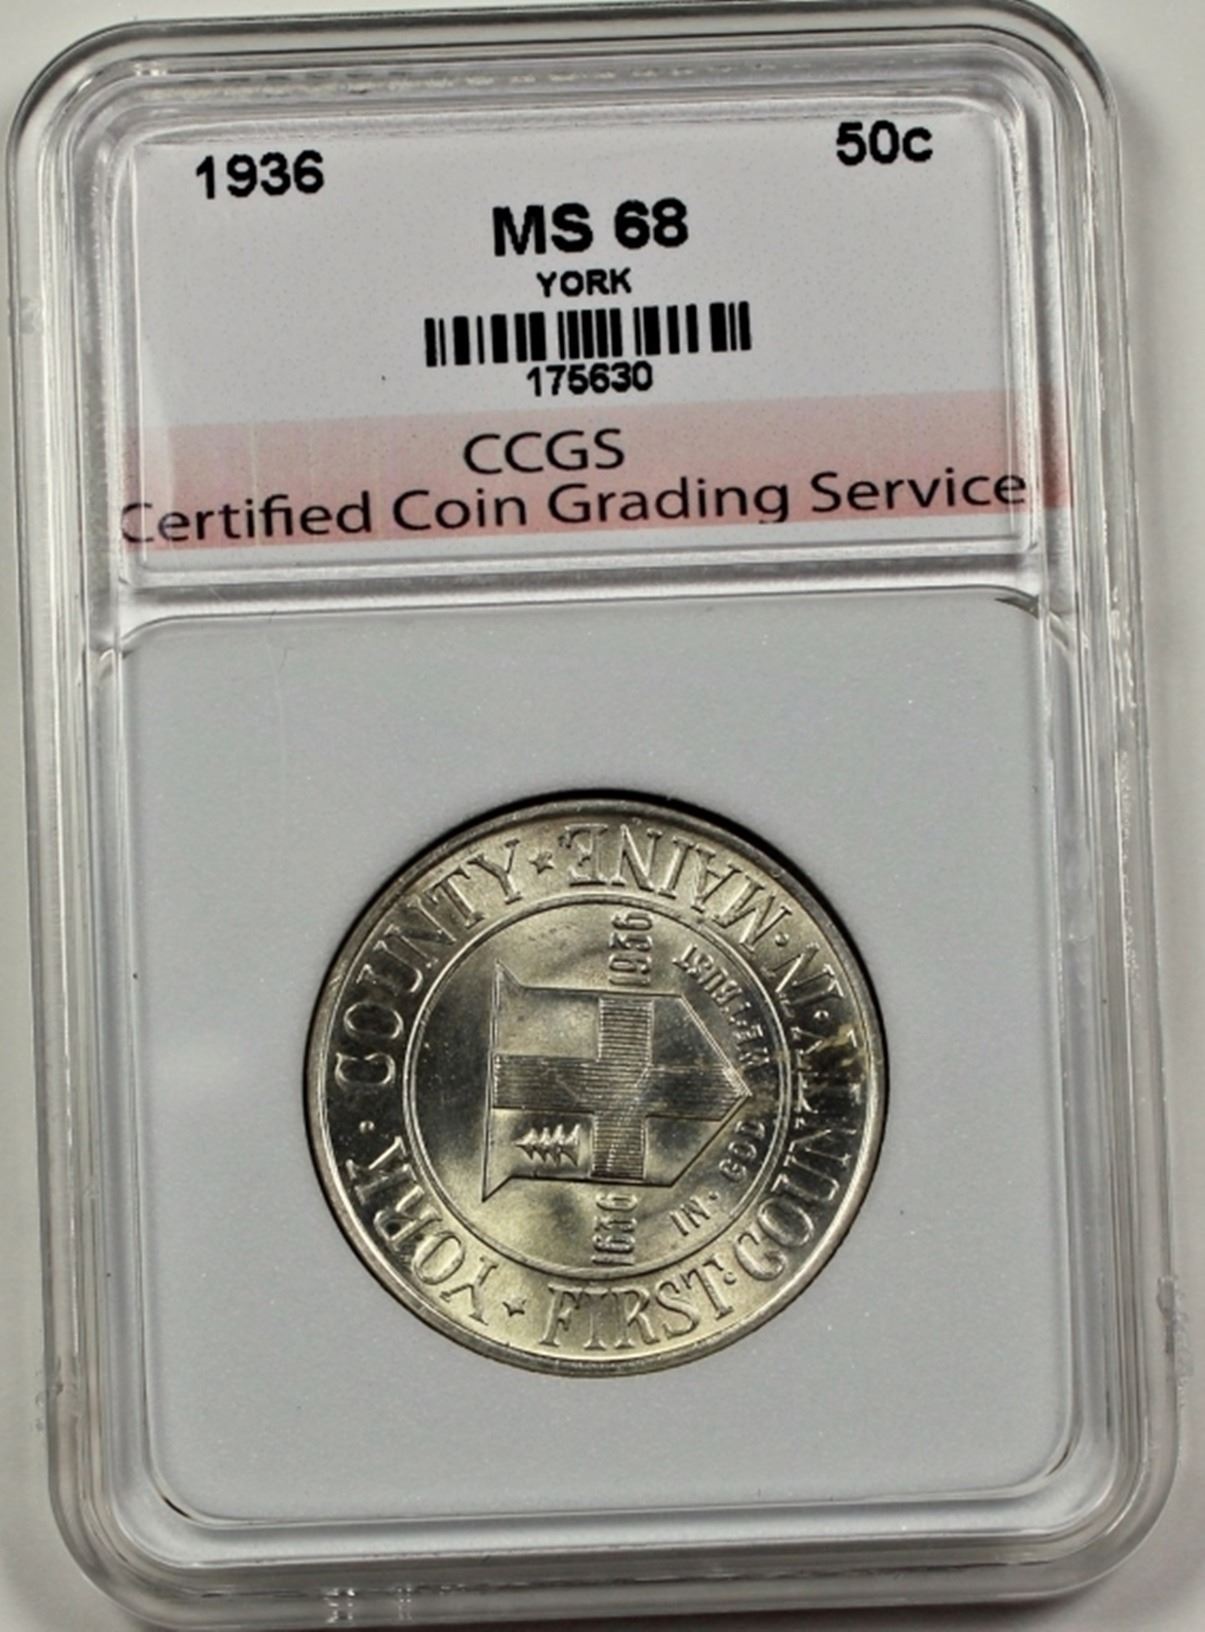 1936 50c
MS 68
YORK
175630
CCGS
Certified Coin Grading Service
YORK · COUNTY ★ MAINE
★ FIRST · COUNTY · IN ·
1936
1636
IN · GOD · WE · TRUST